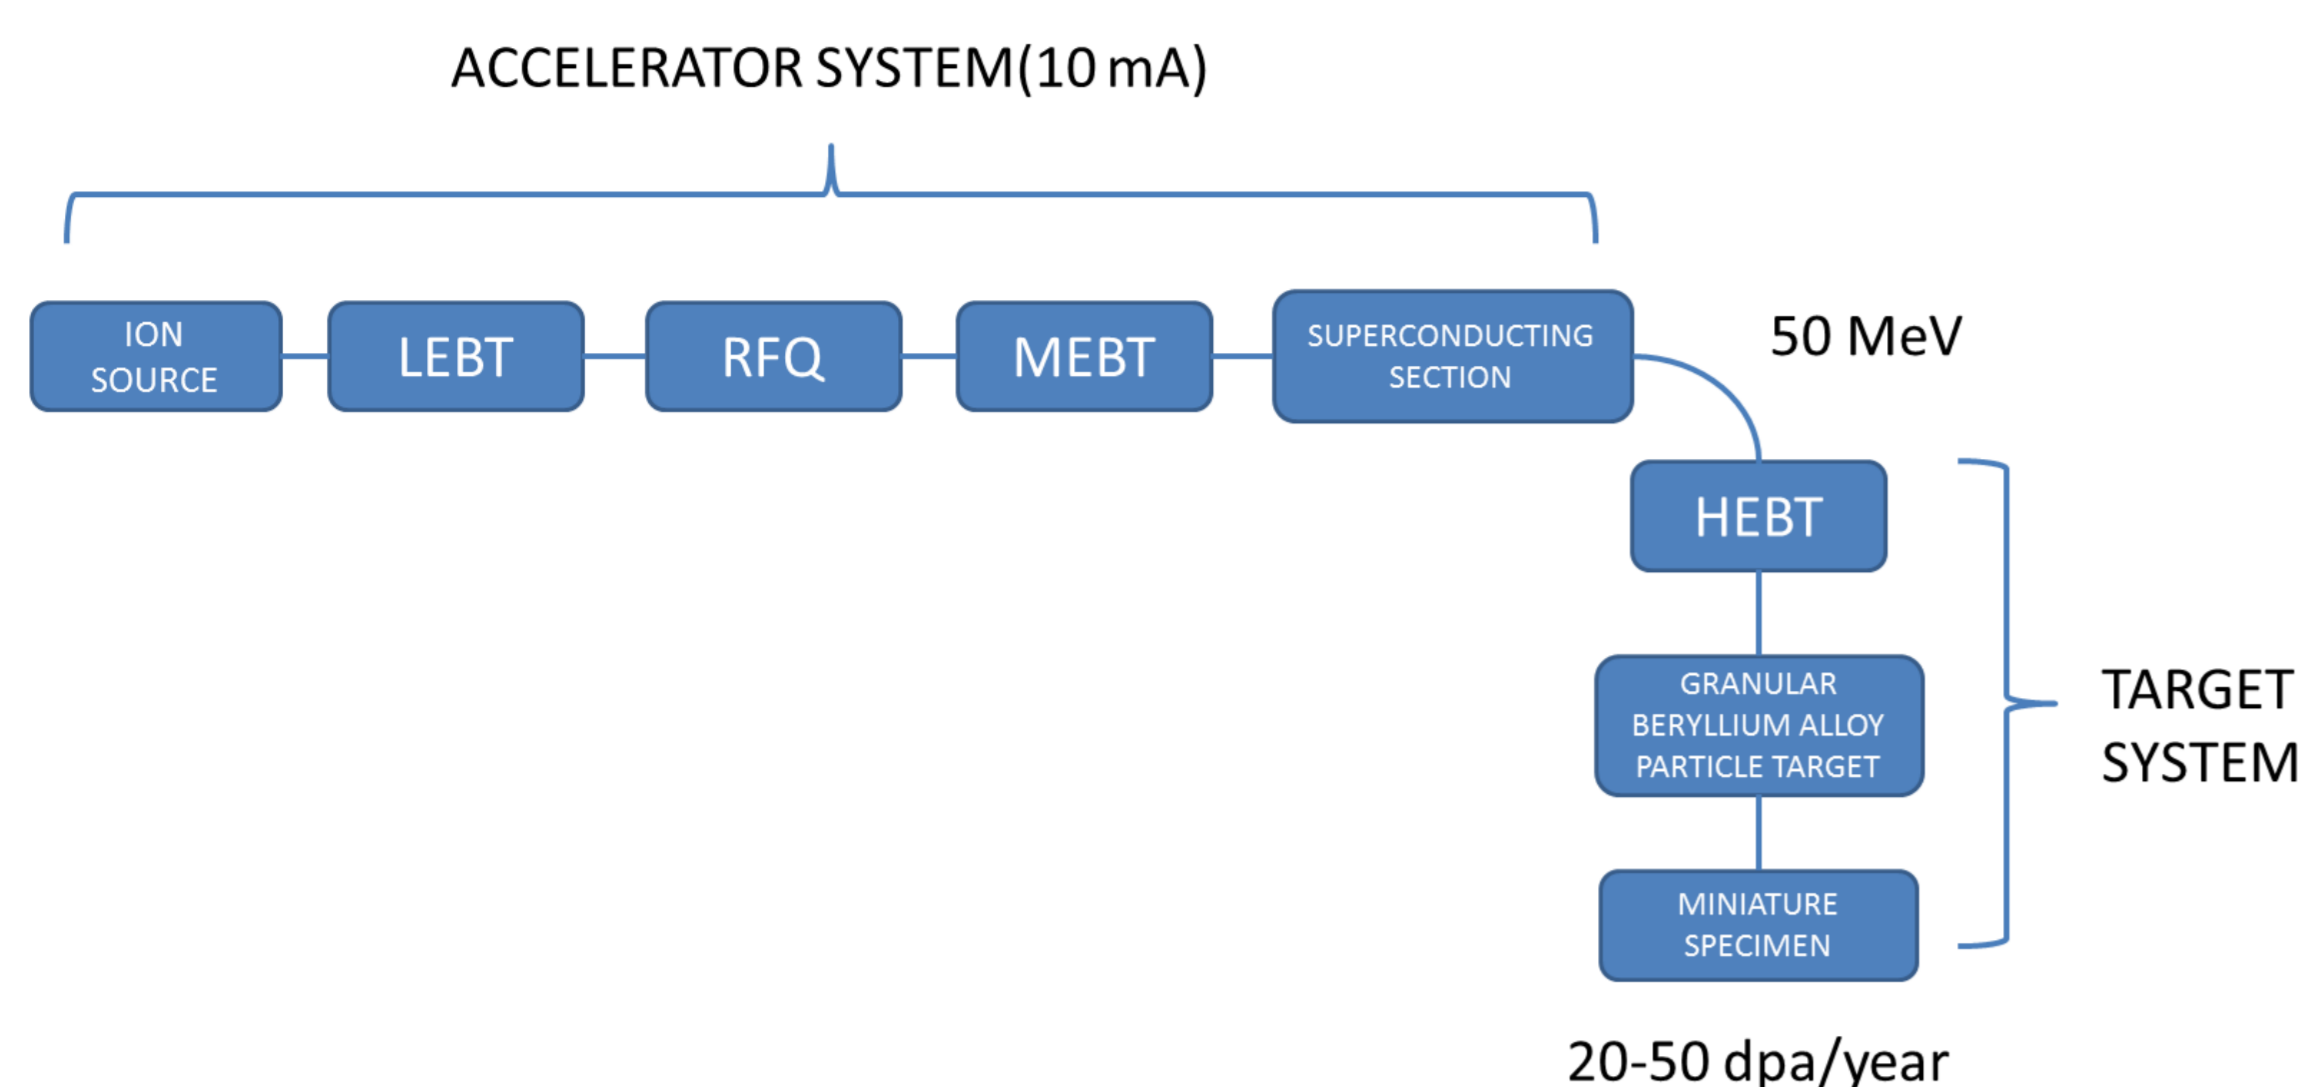 ACCELERATOR SYSTEM(10 mA)
ION
SOURCE
LEBT
RFQ
MEBT
SUPERCONDUCTING
SECTION
50 MeV
HEBT
GRANULAR
BERYLLIUM ALLOY
PARTICLE TARGET
TARGET
SYSTEM
MINIATURE
SPECIMEN
20-50 dpa/year